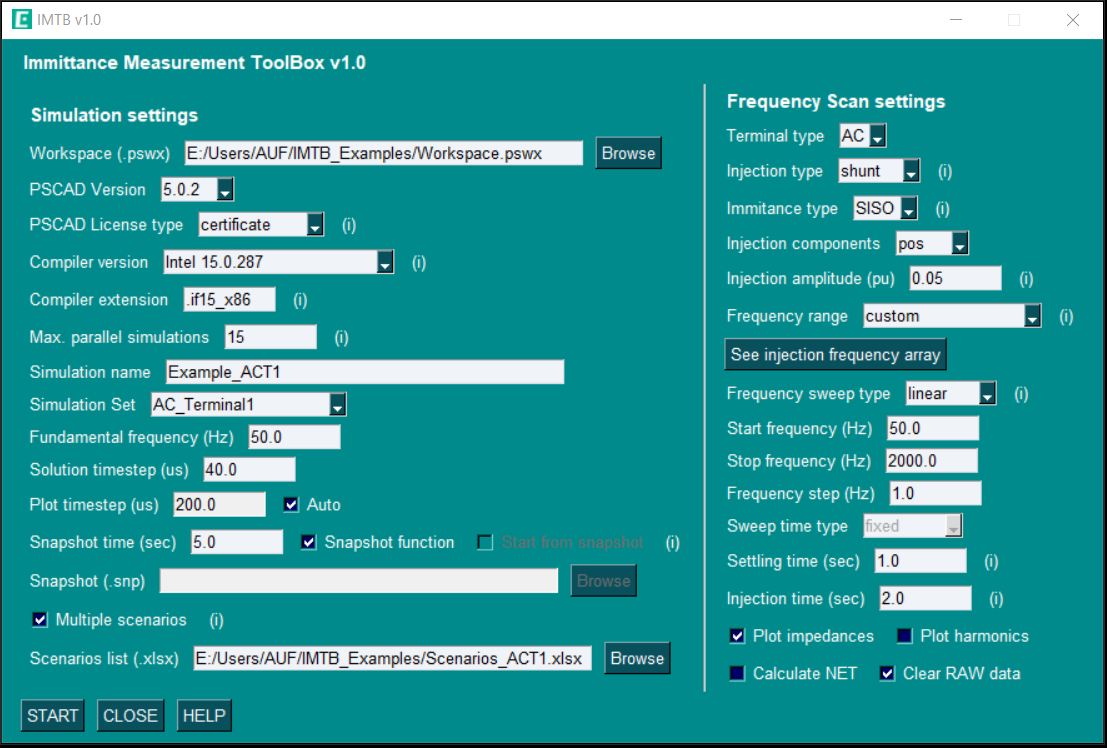 IMTB v1.0
Immittance Measurement ToolBox v1.0
Simulation settings
Workspace (.pswx) E:/Users/AUF/IMTB_Examples/Workspace.pswx Browse
PSCAD Version 5.0.2
PSCAD License type certificate (i)
Compiler version Intel 15.0.287 (i)
Compiler extension .if15_x86 (i)
Max. parallel simulations 15 (i)
Simulation name Example_ACT1
Simulation Set AC_Terminal1
Fundamental frequency (Hz) 50.0
Solution timestep (us) 40.0
Plot timestep (us) 200.0 Auto
Snapshot time (sec) 5.0 Snapshot function Start from snapshot (i)
Snapshot (.snp) Browse
Multiple scenarios (i)
Scenarios list (.xlsx) E:/Users/AUF/IMTB_Examples/Scenarios_ACT1.xlsx Browse
START CLOSE HELP
Frequency Scan settings
Terminal type AC
Injection type shunt (i)
Immitance type SISO (i)
Injection components pos
Injection amplitude (pu) 0.05 (i)
Frequency range custom (i)
See injection frequency array
Frequency sweep type linear (i)
Start frequency (Hz) 50.0
Stop frequency (Hz) 2000.0
Frequency step (Hz) 1.0
Sweep time type fixed
Settling time (sec) 1.0 (i)
Injection time (sec) 2.0 (i)
Plot impedances Plot harmonics
Calculate NET Clear RAW data